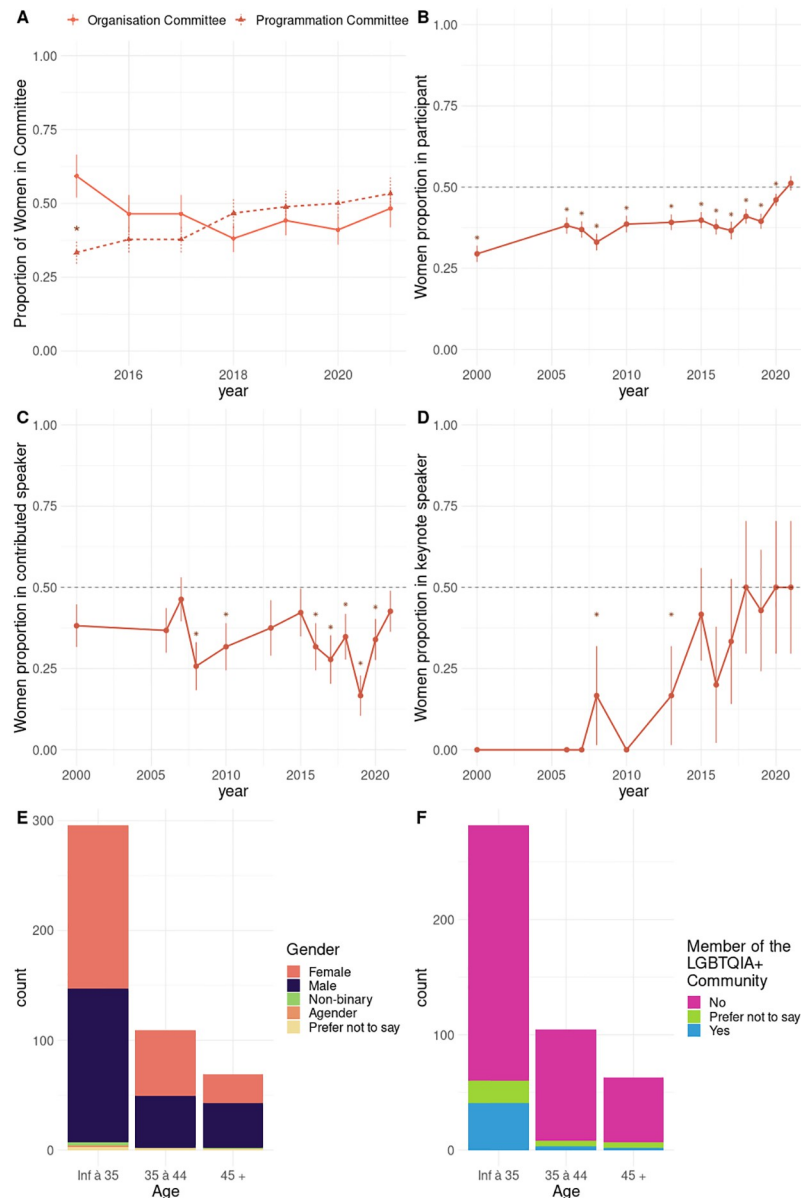 A
Organisation Committee
Programmation Committee
1.00
0.75
0.50
0.25
0.00
Proportion of Women in Committee
*
2016
2018
2020
year
B
1.00
0.75
0.50
0.25
0.00
Women proportion in participant
* * * * * * * * * * * *
2000
2005
2010
2015
2020
year
C
1.00
0.75
0.50
0.25
0.00
Women proportion in contributed speaker
* * * * * * *
2000
2005
2010
2015
2020
year
D
1.00
0.75
0.50
0.25
0.00
Women proportion in keynote speaker
* *
2000
2005
2010
2015
2020
year
E
300
200
100
0
count
Inf à 35
35 à 44
45 +
Age
Gender
Female
Male
Non-binary
Agender
Prefer not to say
F
200
100
0
count
Inf à 35
35 à 44
45 +
Age
Member of the
LGBTQIA+
Community
No
Prefer not to say
Yes